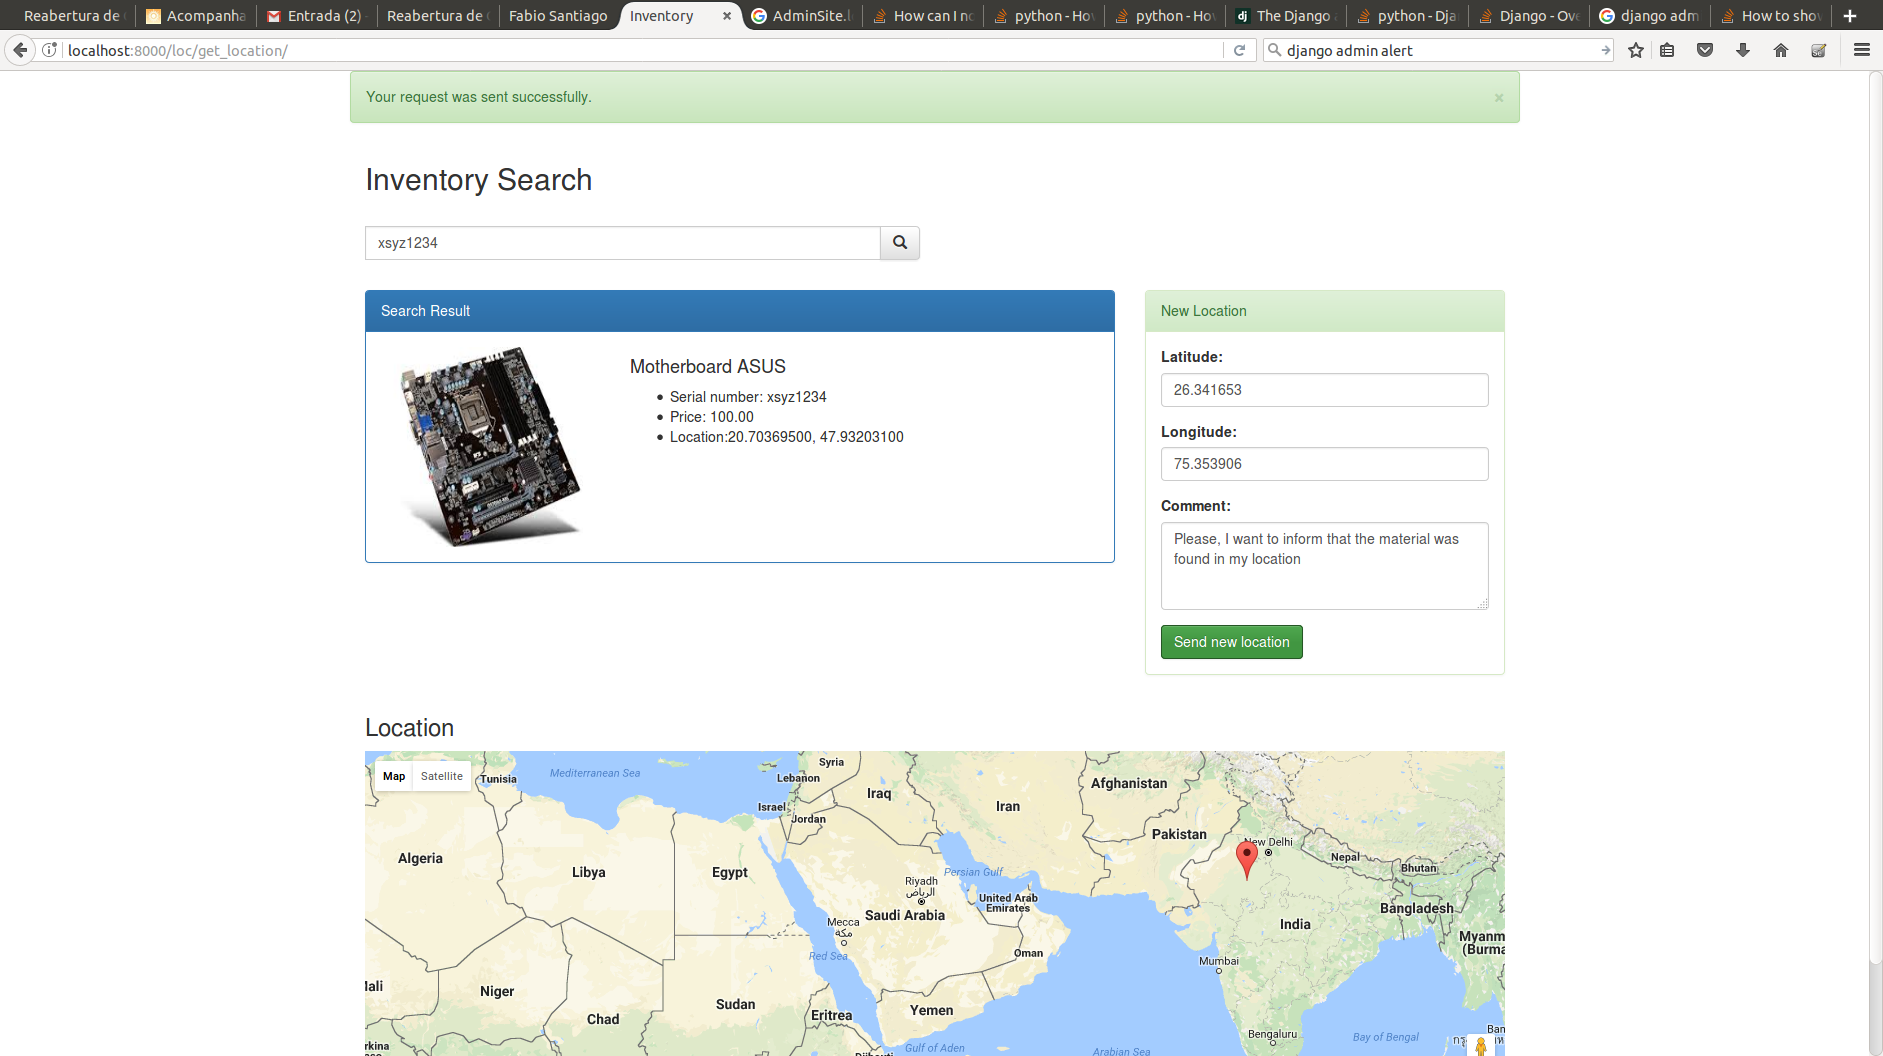 Reabertura de
Acompanha
Entrada (2)
Reabertura de
Fabio Santiago
Inventory
AdminSite.
How can I no
python - Ho
python - Ho
The Django
python - Dja
Django - Ove
django adm
How to show
localhost:8000/loc/get_location/
django admin alert
Your request was sent successfully.
×
Inventory Search
xsyz1234
Search Result
Motherboard ASUS
Serial number: xsyz1234
Price: 100.00
Location:20.70369500, 47.93203100
New Location
Latitude:
26.341653
Longitude:
75.353906
Comment:
Please, I want to inform that the material was
found in my location
Send new location
Location
Map
Satellite
Tunisia
Mediterranean Sea
Syria
Lebanon
Iraq
Israel
Jordan
Iran
Afghanistan
Pakistan
New Delhi
Nepal
Bhutan
Algeria
Libya
Egypt
Persian Gulf
Riyadh
الرياض
United Arab
Emirates
Saudi Arabia
Mecca
مكة
Oman
Red Sea
India
Bangladesh
Myanm
(Burma
Mumbai
ali
Niger
Chad
Sudan
Eritrea
Yemen
Gulf of Aden
Arabian Sea
Bengaluru
Bay of Bengal
Ban
rkina